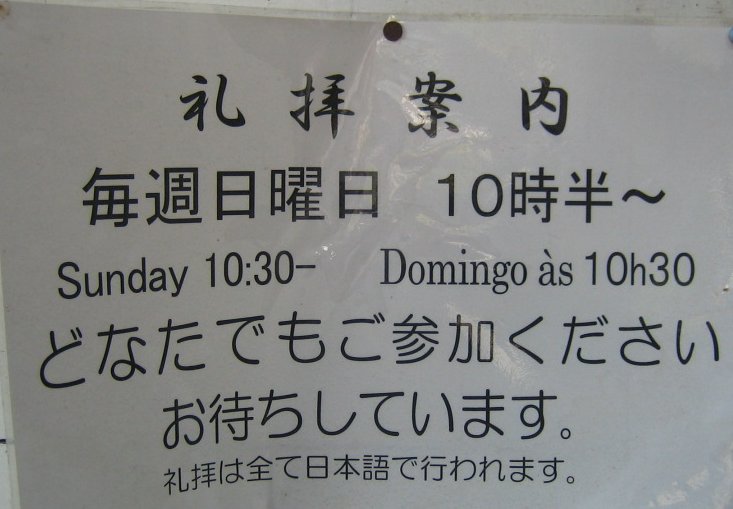 礼拝案内
毎週日曜日 10時半～
Sunday 10:30– Domingo às 10h30
どなたでもご参加ください
お待ちしています。
礼拝は全て日本語で行われます。